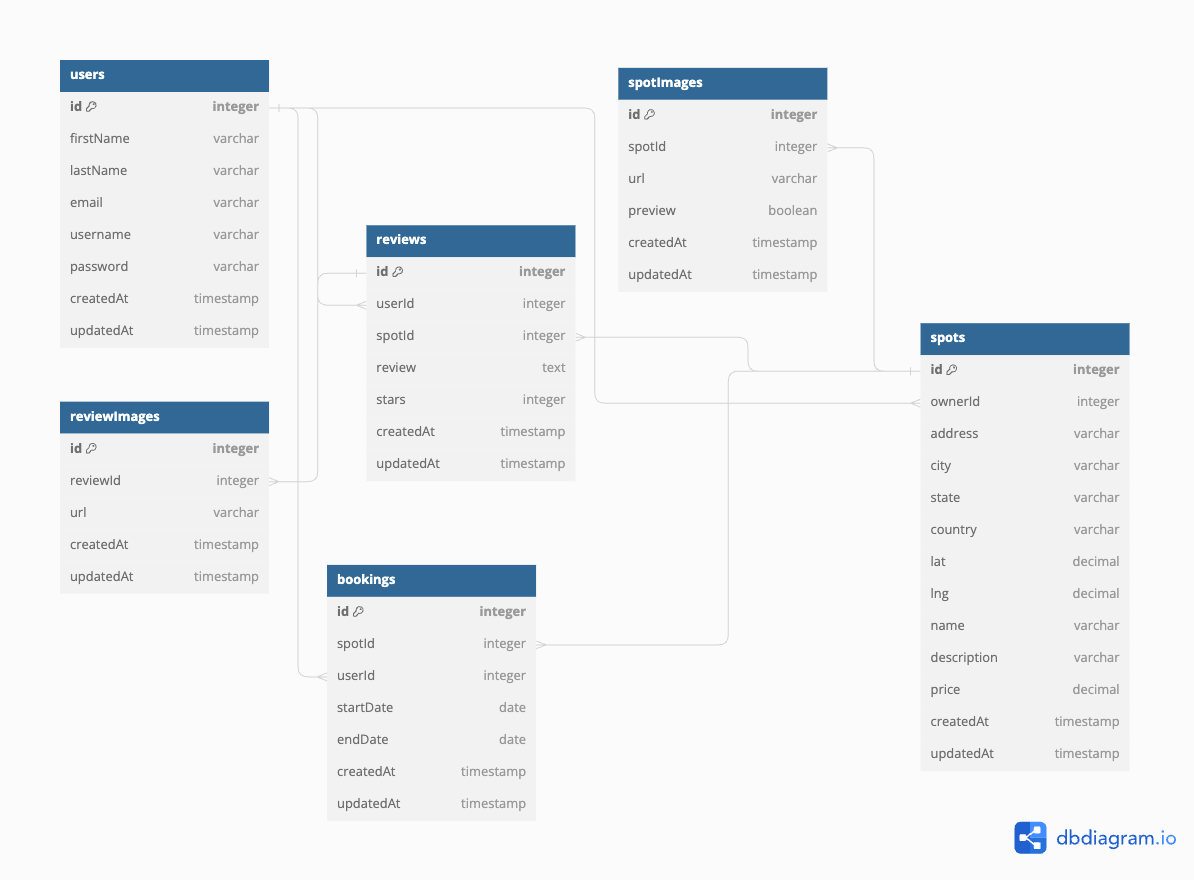 users
id integer
firstName varchar
lastName varchar
email varchar
username varchar
password varchar
createdAt timestamp
updatedAt timestamp
spotImages
id integer
spotId integer
url varchar
preview boolean
createdAt timestamp
updatedAt timestamp
reviews
id integer
userId integer
spotId integer
review text
stars integer
createdAt timestamp
updatedAt timestamp
spots
id integer
ownerId integer
address varchar
city varchar
state varchar
country varchar
lat decimal
lng decimal
name varchar
description varchar
price decimal
createdAt timestamp
updatedAt timestamp
reviewImages
id integer
reviewId integer
url varchar
createdAt timestamp
updatedAt timestamp
bookings
id integer
spotId integer
userId integer
startDate date
endDate date
createdAt timestamp
updatedAt timestamp
dbdiagram.io